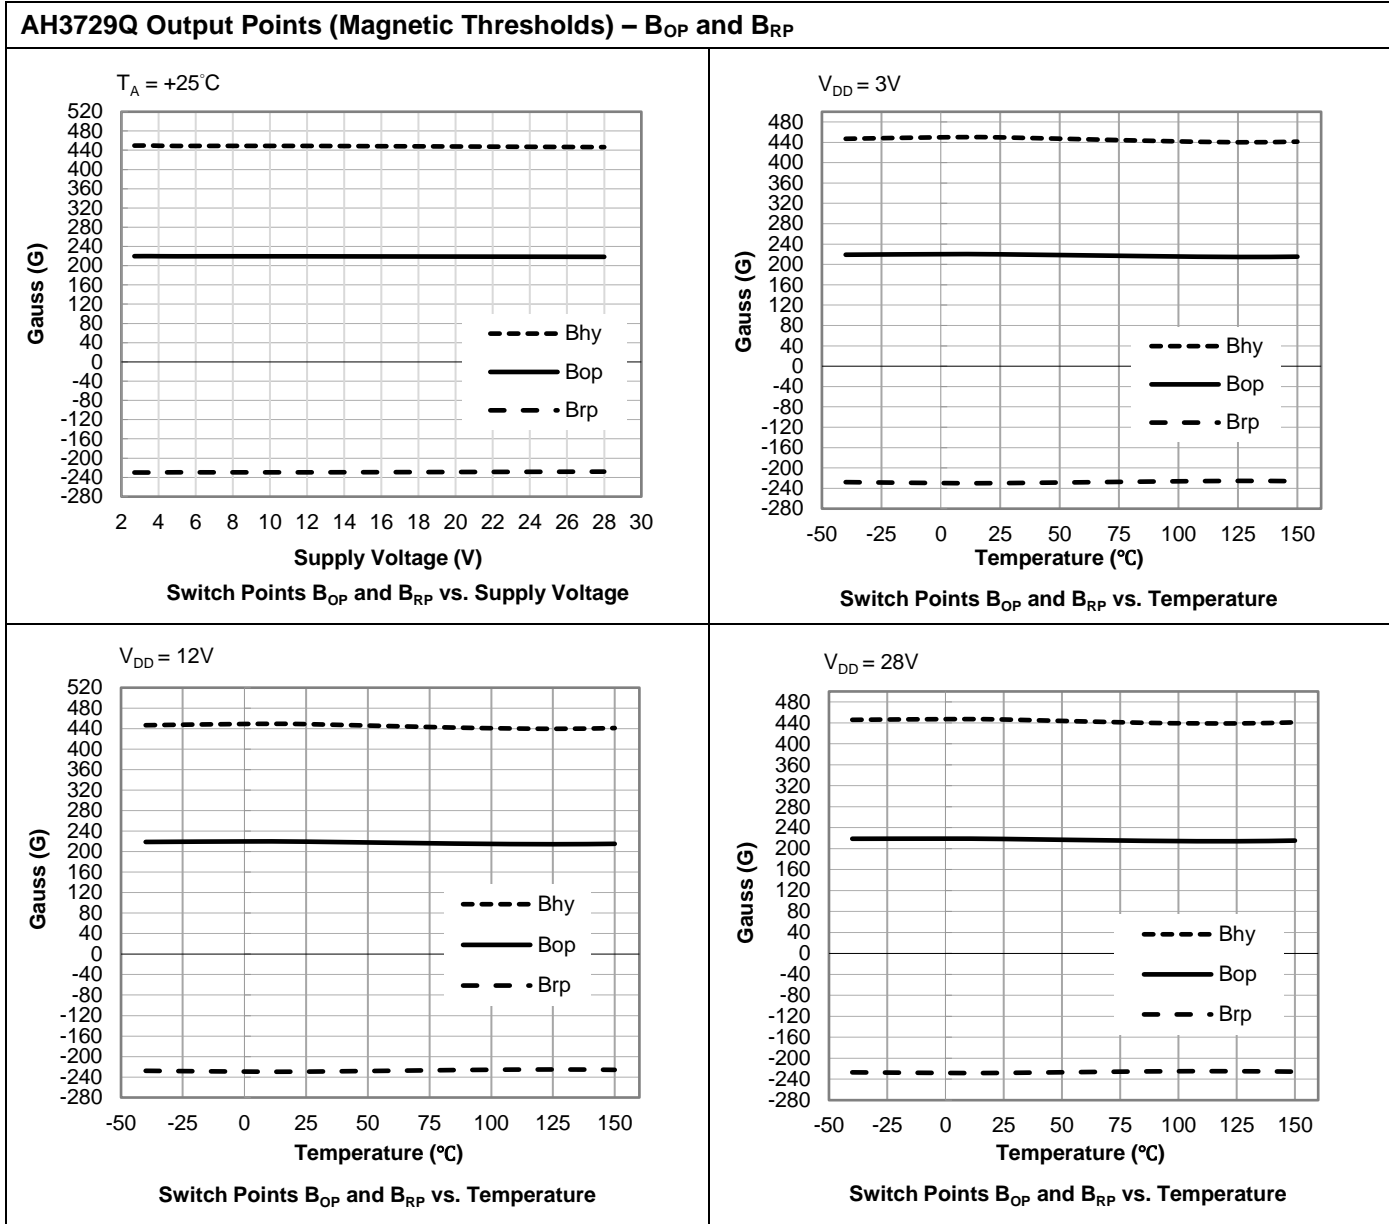 AH3729Q Output Points (Magnetic Thresholds) – BOP and BRP
TA = +25°C
520
480
440
400
360
320
280
240
200
160
120
80
40
0
-40
-80
-120
-160
-200
-240
-280
Gauss (G)
Bhy
Bop
Brp
2 4 6 8 10 12 14 16 18 20 22 24 26 28 30
Supply Voltage (V)
Switch Points BOP and BRP vs. Supply Voltage
VDD = 3V
480
440
400
360
320
280
240
200
160
120
80
40
0
-40
-80
-120
-160
-200
-240
-280
Gauss (G)
Bhy
Bop
Brp
-50 -25 0 25 50 75 100 125 150
Temperature (℃)
Switch Points BOP and BRP vs. Temperature
VDD = 12V
520
480
440
400
360
320
280
240
200
160
120
80
40
0
-40
-80
-120
-160
-200
-240
-280
Gauss (G)
Bhy
Bop
Brp
-50 -25 0 25 50 75 100 125 150
Temperature (℃)
Switch Points BOP and BRP vs. Temperature
VDD = 28V
480
440
400
360
320
280
240
200
160
120
80
40
0
-40
-80
-120
-160
-200
-240
-280
Gauss (G)
Bhy
Bop
Brp
-50 -25 0 25 50 75 100 125 150
Temperature (℃)
Switch Points BOP and BRP vs. Temperature